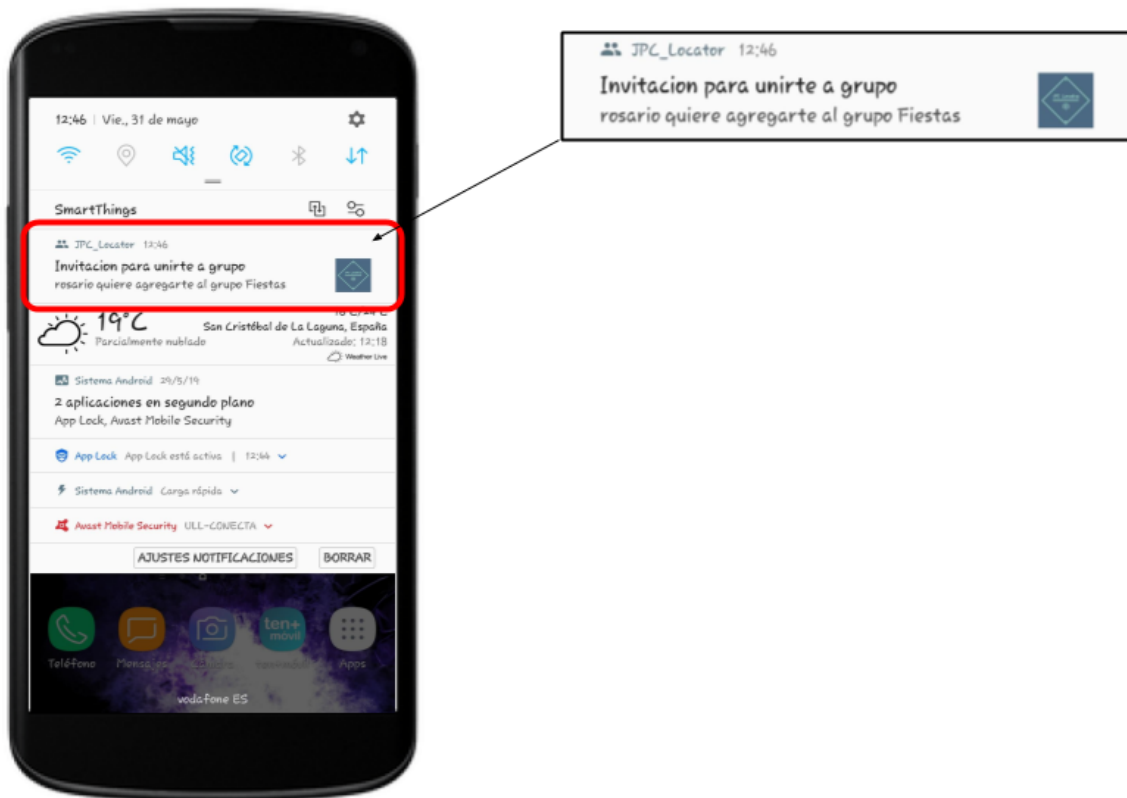 12:46 | Vie., 31 de mayo
SmartThings
JPC_Locator 12:46
Invitacion para unirte a grupo
rosario quiere agregarte al grupo Fiestas
19°C
San Cristóbal de La Laguna, España
Parcialmente nublado
Actualizado: 12:18
Weather Live
Sistema Android 29/5/19
2 aplicaciones en segundo plano
App Lock, Avast Mobile Security
App Lock App Lock está activa | 12:46
Sistema Android Carga rápida
Avast Mobile Security ULL-CONECTA
AJUSTES NOTIFICACIONES BORRAR
ten+
móvil
Teléfono Mensajes Apps
vodafone ES
JPC_Locator 12:46
Invitacion para unirte a grupo
rosario quiere agregarte al grupo Fiestas